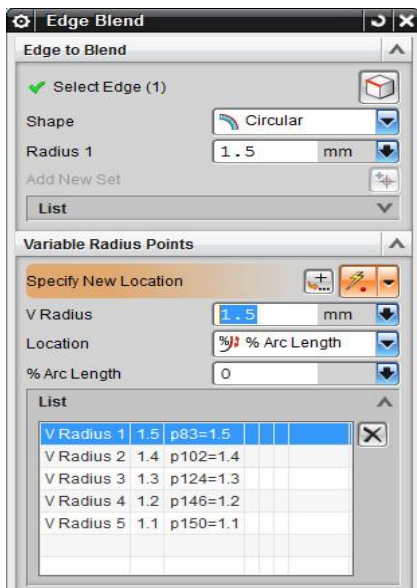 Edge Blend
Edge to Blend
Select Edge (1)
Shape Circular
Radius 1 1.5 mm
Add New Set
List
Variable Radius Points
Specify New Location
V Radius 1.5 mm
Location % Arc Length
% Arc Length 0
List
V Radius 1 1.5 p83=1.5
V Radius 2 1.4 p102=1.4
V Radius 3 1.3 p124=1.3
V Radius 4 1.2 p146=1.2
V Radius 5 1.1 p150=1.1